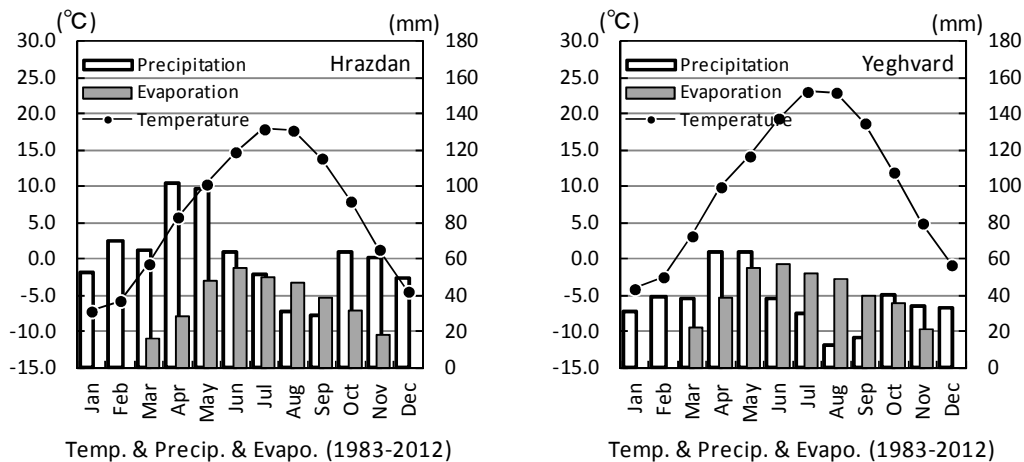 (℃) (mm)
30.0 180
Precipitation Hrazdan
25.0 160
Evaporation
20.0 140
Temperature
15.0 120
10.0 100
5.0 80
0.0 60
-5.0 40
-10.0 20
-15.0 0
Jan Feb Mar Apr May Jun Jul Aug Sep Oct Nov Dec
Temp. & Precip. & Evapo. (1983-2012)
(℃) (mm)
30.0 180
Precipitation Yeghvard
25.0 160
Evaporation
20.0 140
Temperature
15.0 120
10.0 100
5.0 80
0.0 60
-5.0 40
-10.0 20
-15.0 0
Jan Feb Mar Apr May Jun Jul Aug Sep Oct Nov Dec
Temp. & Precip. & Evapo. (1983-2012)